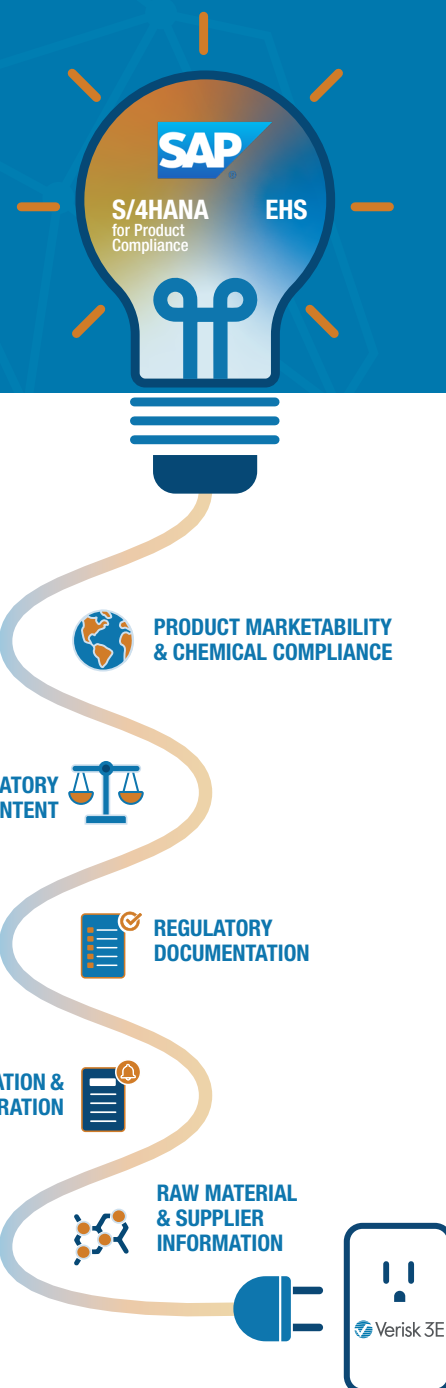 SAP
®
S/4HANA
for Product
Compliance
EHS
PRODUCT MARKETABILITY
& CHEMICAL COMPLIANCE
ATORY
NTENT
REGULATORY
DOCUMENTATION
ATION &
RATION
RAW MATERIAL
& SUPPLIER
INFORMATION
Verisk 3E